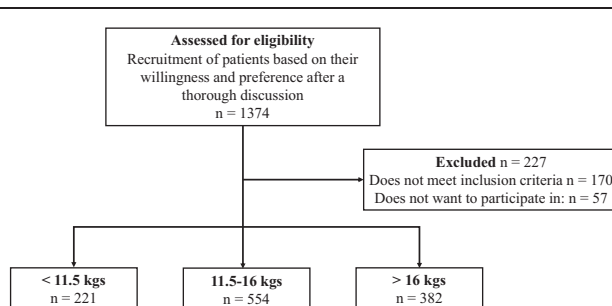 Assessed for eligibility
Recruitment of patients based on their
willingness and preference after a
thorough discussion
n = 1374
Excluded n = 227
Does not meet inclusion criteria n = 170
Does not want to participate in: n = 57
< 11.5 kgs
n = 221
11.5-16 kgs
n = 554
> 16 kgs
n = 382